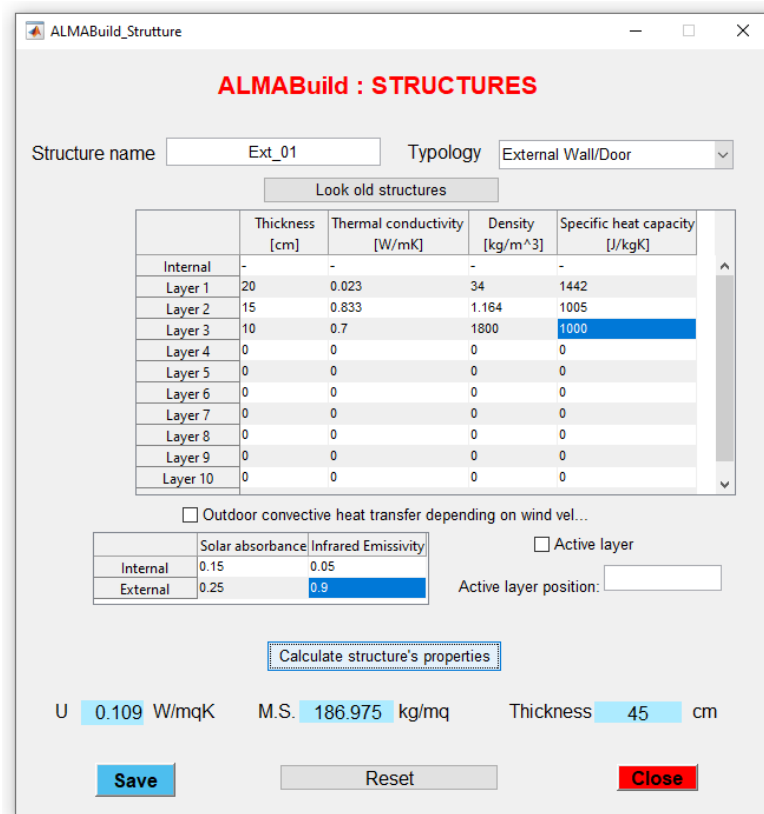 ALMABuild_Strutture
ALMABuild : STRUCTURES
Structure name Ext_01 Typology External Wall/Door
Look old structures
Thickness Thermal conductivity Density Specific heat capacity
[cm] [W/mK] [kg/m^3] [J/kgK]
Internal - - - -
Layer 1 20 0.023 34 1442
Layer 2 15 0.833 1.164 1005
Layer 3 10 0.7 1800 1000
Layer 4 0 0 0 0
Layer 5 0 0 0 0
Layer 6 0 0 0 0
Layer 7 0 0 0 0
Layer 8 0 0 0 0
Layer 9 0 0 0 0
Layer 10 0 0 0 0
Outdoor convective heat transfer depending on wind vel...
Solar absorbance Infrared Emissivity
Internal 0.15 0.05
External 0.25 0.9
Active layer
Active layer position:
Calculate structure's properties
U 0.109 W/mqK M.S. 186.975 kg/mq Thickness 45 cm
Save Reset Close